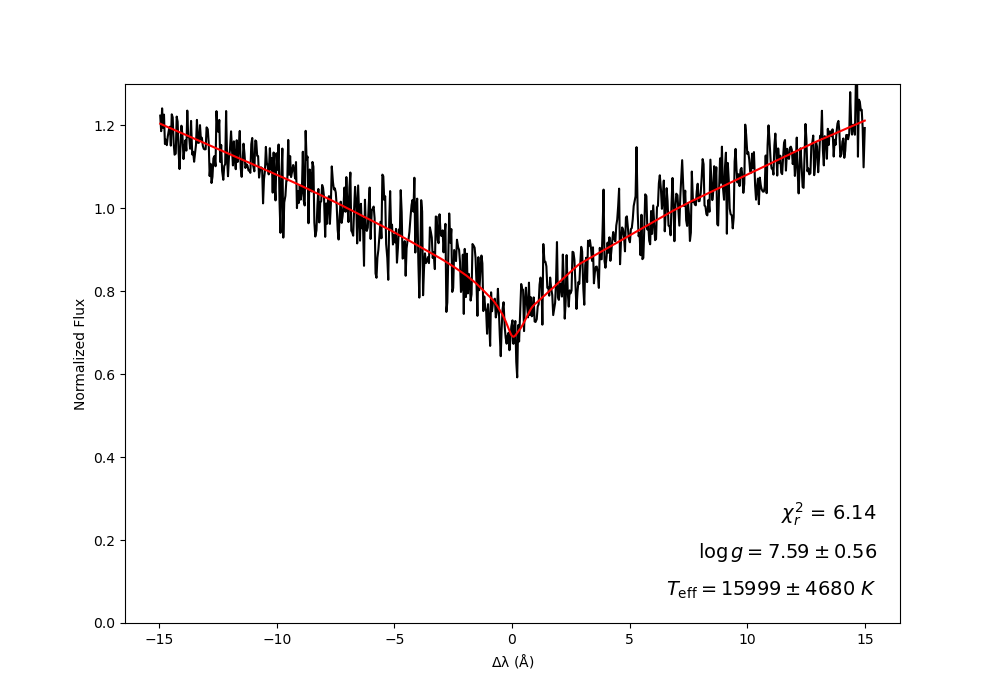 1.2
1.0
0.8
0.6
0.4
0.2
0.0
Normalized Flux
χ²ᵣ = 6.14
log g = 7.59 ± 0.56
T_eff = 15999 ± 4680 K
−15 −10 −5 0 5 10 15
Δλ (Å)